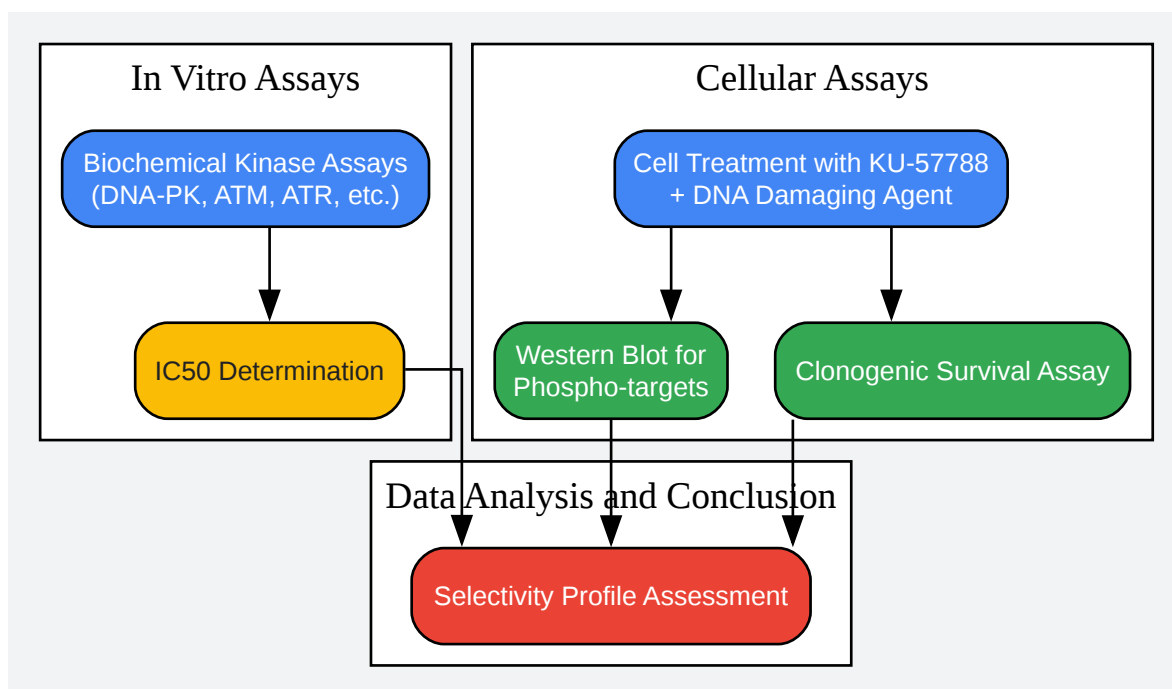 In Vitro Assays
Biochemical Kinase Assays
(DNA-PK, ATM, ATR, etc.)
IC50 Determination
Cellular Assays
Cell Treatment with KU-57788
+ DNA Damaging Agent
Western Blot for
Phospho-targets
Clonogenic Survival Assay
Data Analysis and Conclusion
Selectivity Profile Assessment